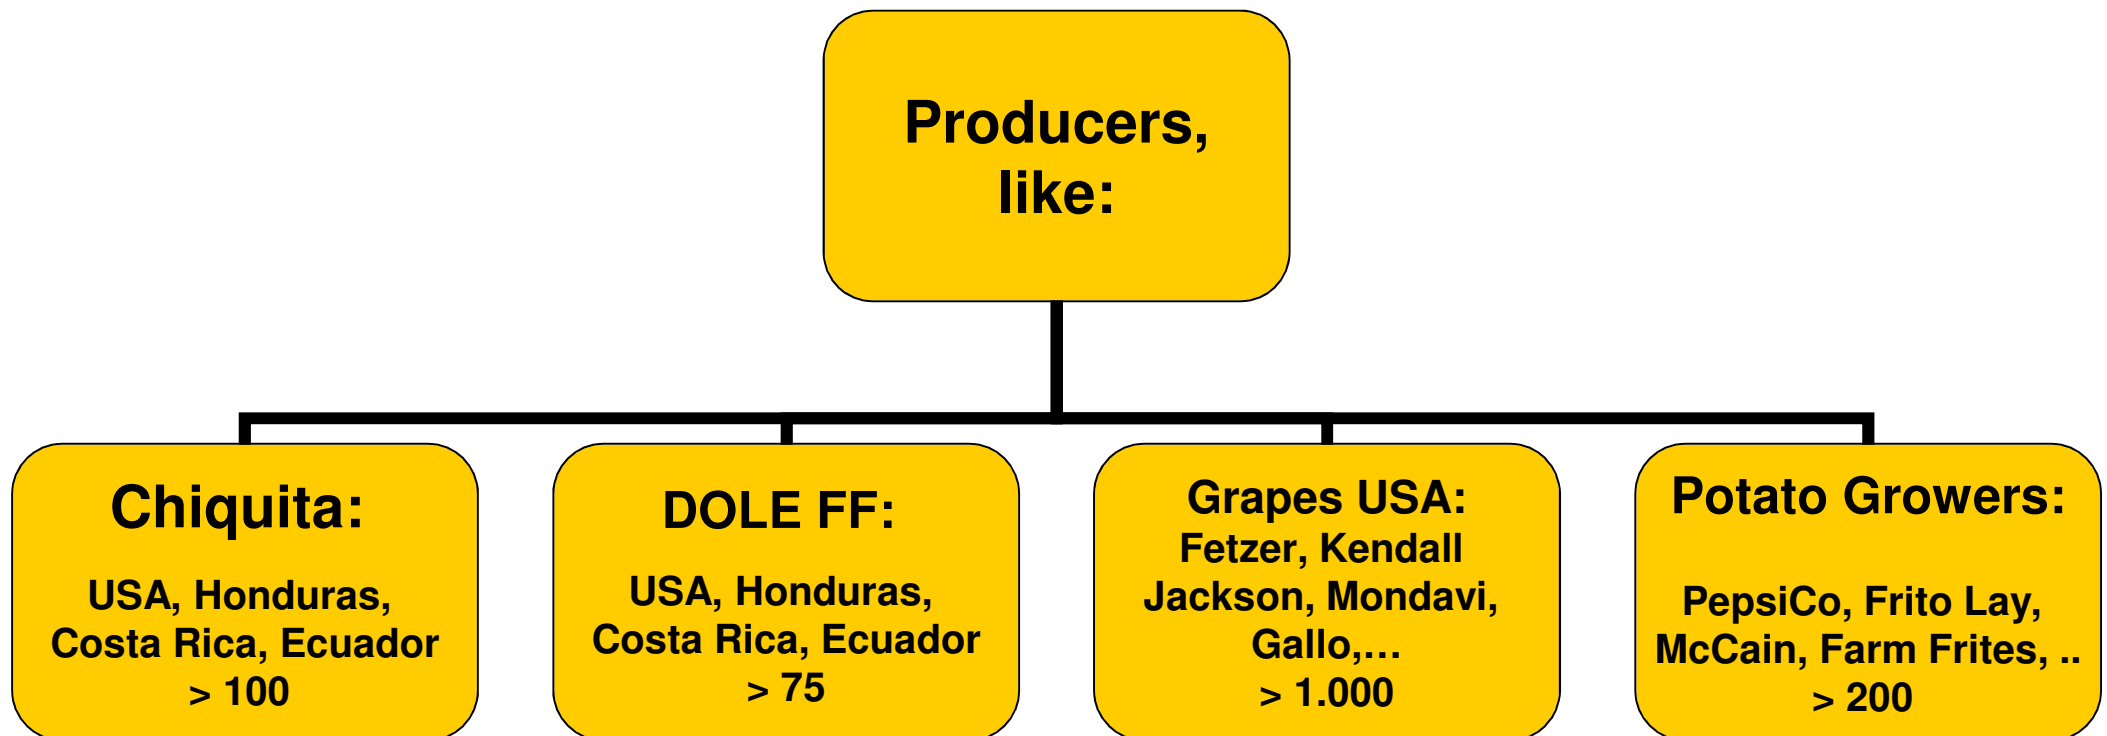 Producers,
like:
Chiquita:
USA, Honduras,
Costa Rica, Ecuador
> 100
DOLE FF:
USA, Honduras,
Costa Rica, Ecuador
> 75
Grapes USA:
Fetzer, Kendall
Jackson, Mondavi,
Gallo,…
> 1.000
Potato Growers:
PepsiCo, Frito Lay,
McCain, Farm Frites, ..
> 200